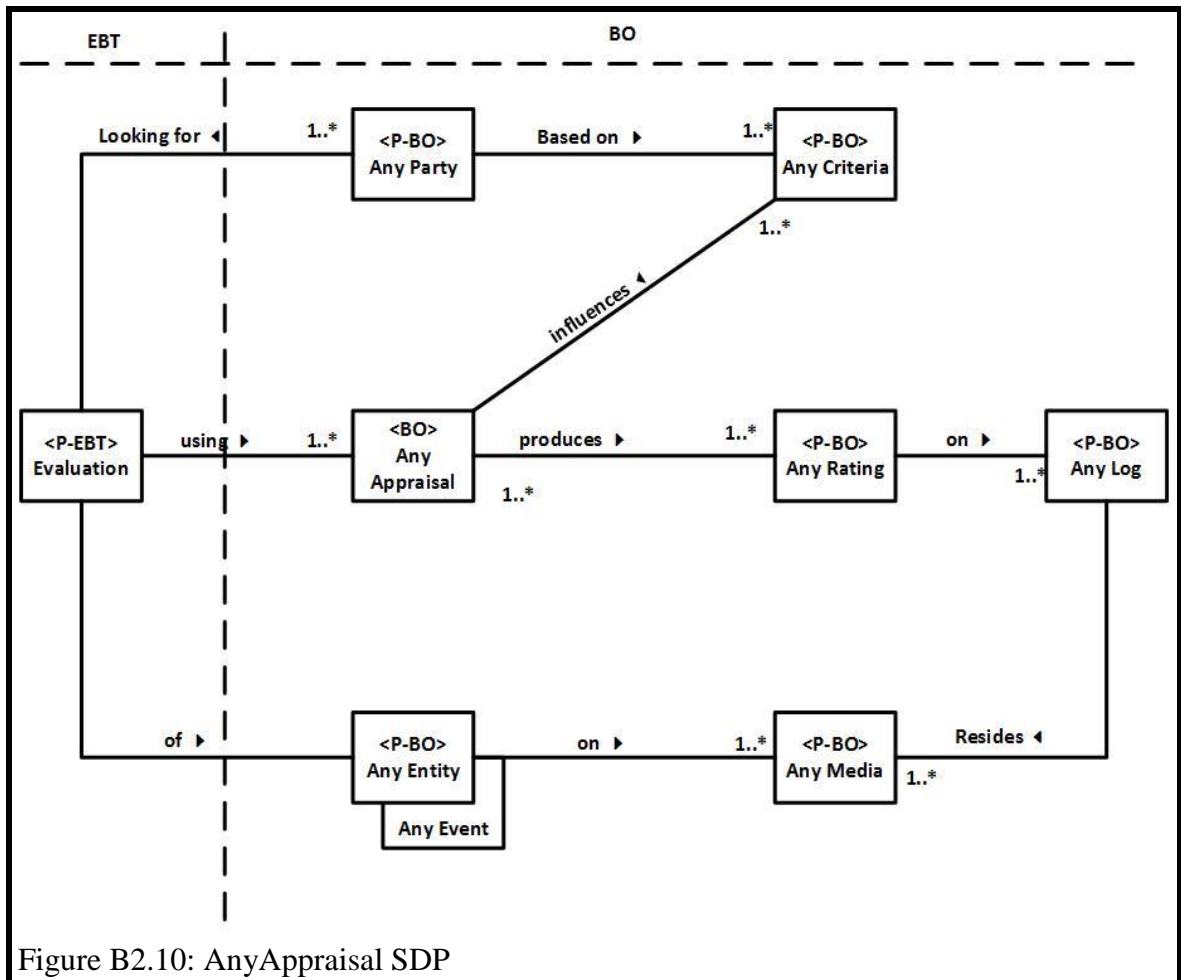 EBT
BO
Looking for ◂
1..*
<P-BO>
Any Party
Based on ▸
1..*
<P-BO>
Any Criteria
1..*
influences ◂
<P-EBT>
Evaluation
using ▸
1..*
<BO>
Any
Appraisal
produces ▸
1..*
1..*
<P-BO>
Any Rating
on ▸
1..*
<P-BO>
Any Log
of ▸
<P-BO>
Any Entity
Any Event
on ▸
1..*
<P-BO>
Any Media
Resides ◂
1..*
Figure B2.10: AnyAppraisal SDP